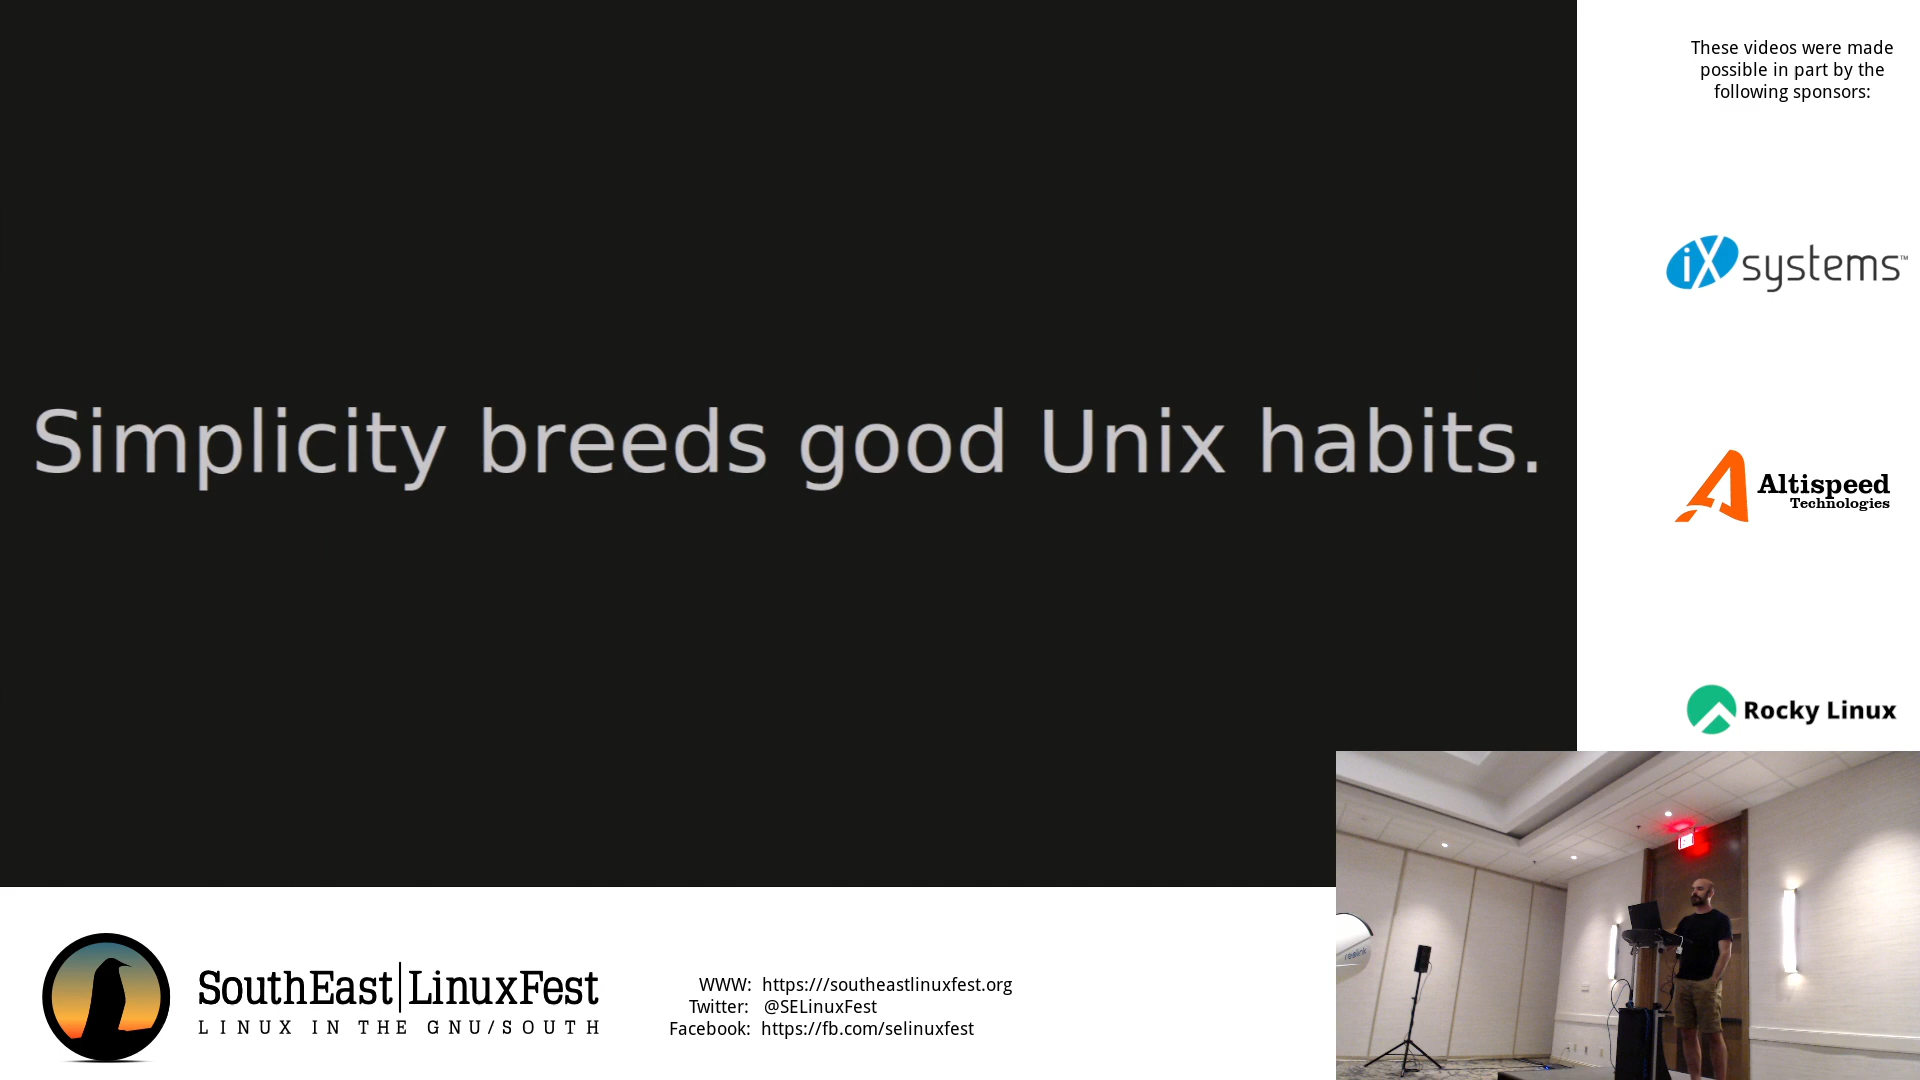 Simplicity breeds good Unix habits.
These videos were made
possible in part by the
following sponsors:
iXsystems™
Altispeed
Technologies
Rocky Linux
reolink
SouthEast|LinuxFest
LINUX IN THE GNU/SOUTH
WWW: https:///southeastlinuxfest.org
Twitter: @SELinuxFest
Facebook: https://fb.com/selinuxfest